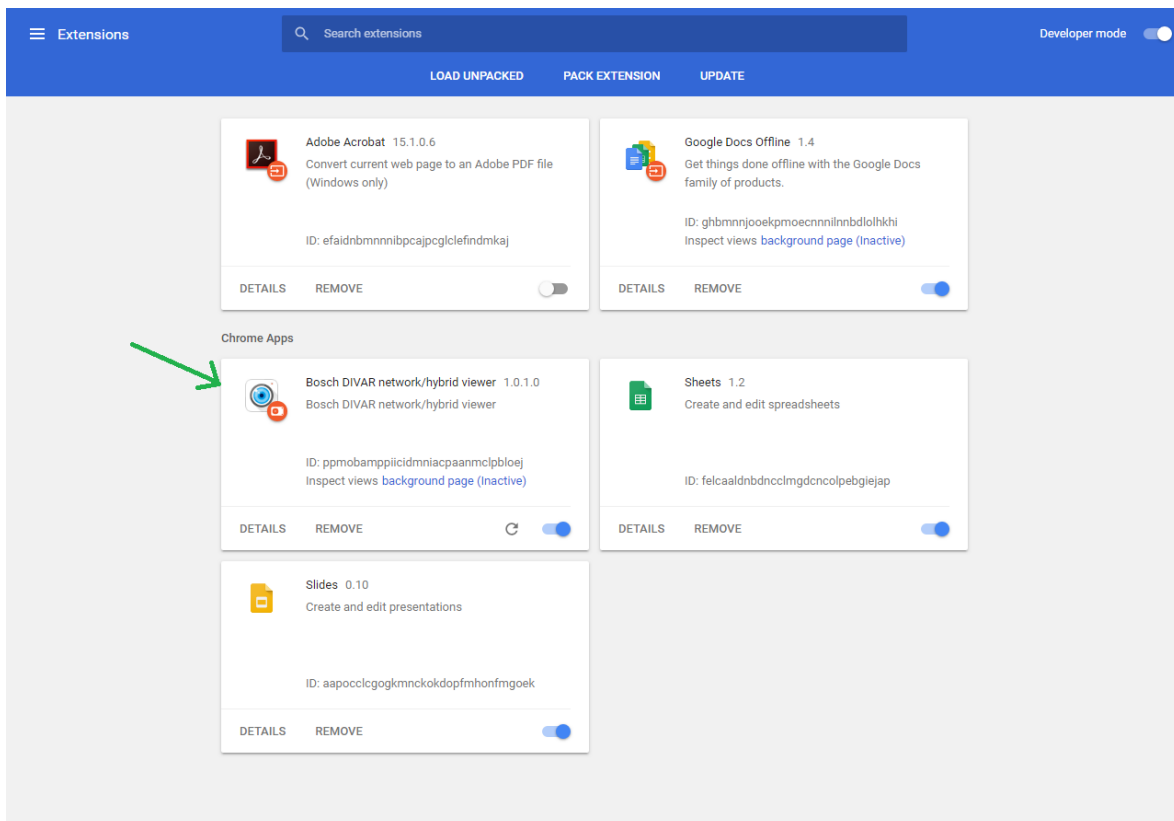 Extensions
Search extensions
Developer mode
LOAD UNPACKED PACK EXTENSION UPDATE
Adobe Acrobat 15.1.0.6
Convert current web page to an Adobe PDF file
(Windows only)
ID: efaidnbmnnnibpcajpcglclefindmkaj
DETAILS REMOVE
Google Docs Offline 1.4
Get things done offline with the Google Docs
family of products.
ID: ghbmnnjooekpmoecnnnilnnbdlolhkhi
Inspect views background page (Inactive)
DETAILS REMOVE
Chrome Apps
Bosch DIVAR network/hybrid viewer 1.0.1.0
Bosch DIVAR network/hybrid viewer
ID: ppmobamppiicidmniacpaanmclpbloej
Inspect views background page (Inactive)
DETAILS REMOVE
Sheets 1.2
Create and edit spreadsheets
ID: felcaaldnbdncclmgdcncolpebgiejap
DETAILS REMOVE
Slides 0.10
Create and edit presentations
ID: aapocclcgogkmnckokdopfmhonfmgoek
DETAILS REMOVE